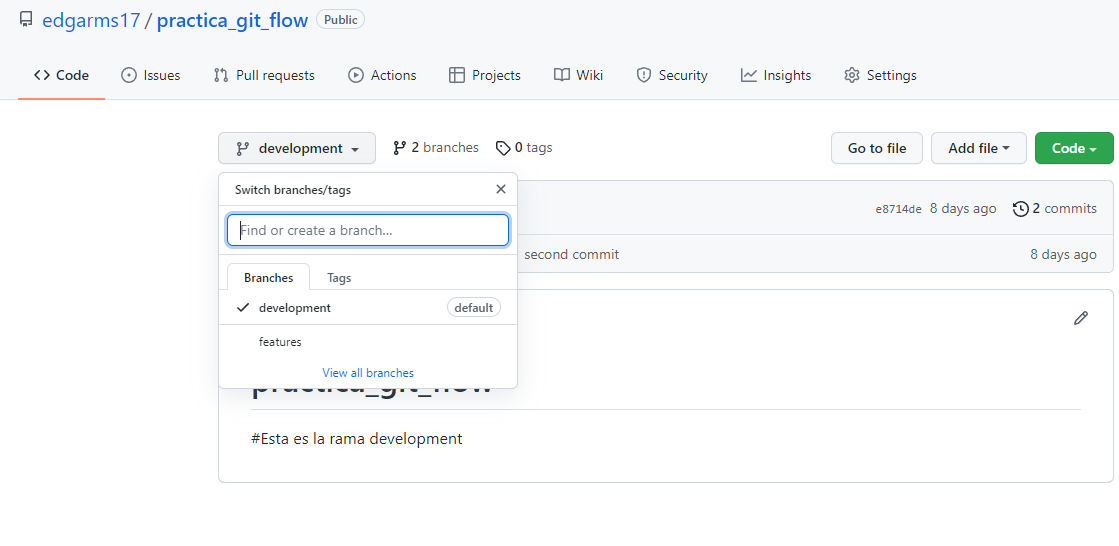 edgarms17 / practica_git_flow Public
Code Issues Pull requests Actions Projects Wiki Security Insights Settings
development 2 branches 0 tags Go to file Add file Code
Switch branches/tags
e8714de 8 days ago 2 commits
Find or create a branch...
second commit 8 days ago
Branches Tags
development default
features
View all branches
practica_git_flow
#Esta es la rama development